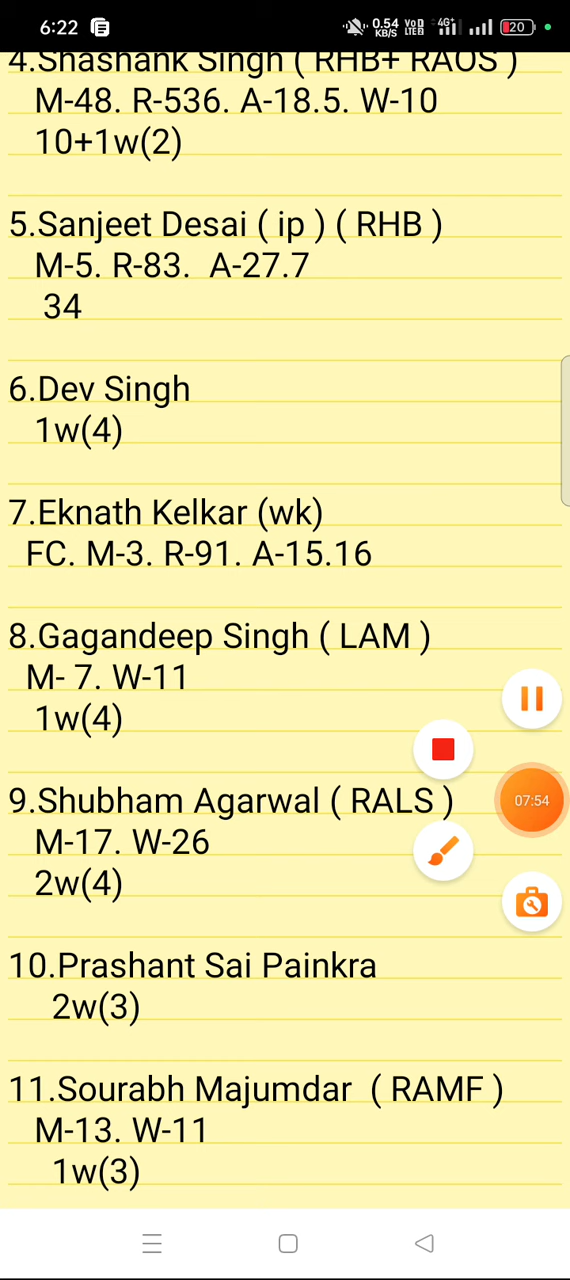 6:22 0.54 KB/S VoD LTE2 4G+ 20
4.Shashank Singh ( RHB+ RAOS )
M-48. R-536. A-18.5. W-10
10+1w(2)
5.Sanjeet Desai ( ip ) ( RHB )
M-5. R-83. A-27.7
34
6.Dev Singh
1w(4)
7.Eknath Kelkar (wk)
FC. M-3. R-91. A-15.16
8.Gagandeep Singh ( LAM )
M- 7. W-11
1w(4)
9.Shubham Agarwal ( RALS )
07:54
M-17. W-26
2w(4)
10.Prashant Sai Painkra
2w(3)
11.Sourabh Majumdar ( RAMF )
M-13. W-11
1w(3)